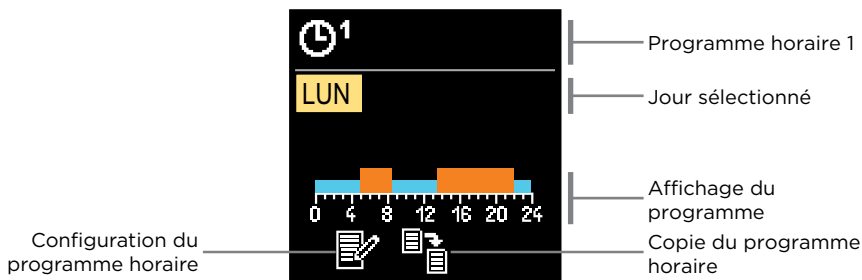 1
Programme horaire 1
LUN
Jour sélectionné
Affichage du
programme
0 4 8 12 16 20 24
Configuration du
programme horaire
Copie du programme
horaire